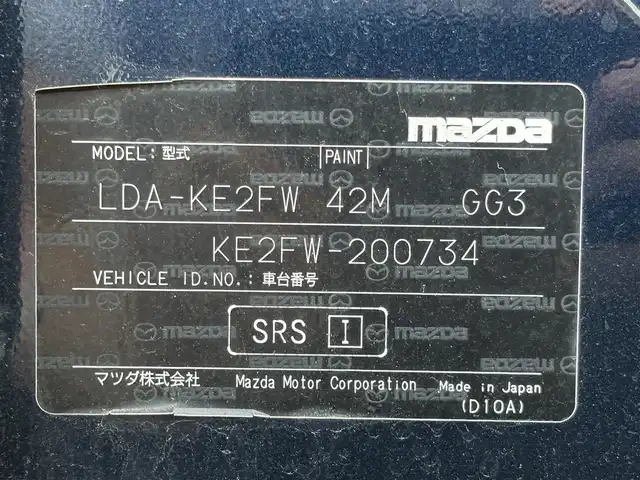 mazda
MODEL: 型式 PAINT
LDA-KE2FW 42M GG3
KE2FW-200734
VEHICLE ID.NO.: 車台番号
SRS I
マツダ株式会社 Mazda Motor Corporation Made in Japan
(D10A)